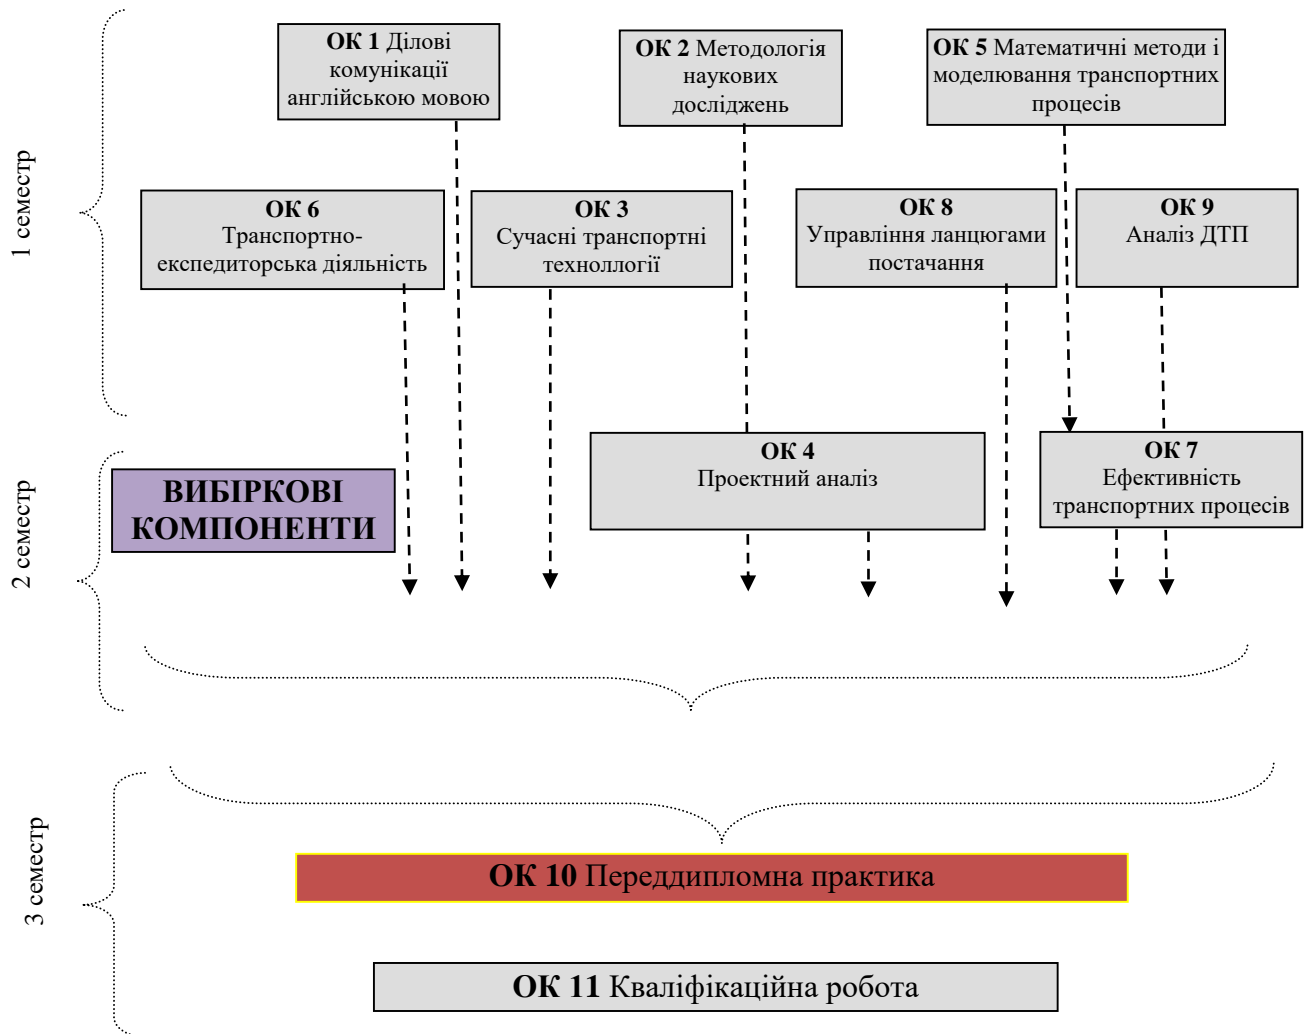 1 семестр
ОК 1 Ділові
комунікації
англійською мовою
ОК 2 Методологія
наукових
досліджень
ОК 5 Математичні методи і
моделювання транспортних
процесів
ОК 6
Транспортно-
експедиторська діяльність
ОК 3
Сучасні транспортні
техноллогії
ОК 8
Управління ланцюгами
постачання
ОК 9
Аналіз ДТП
2 семестр
ВИБІРКОВІ
КОМПОНЕНТИ
ОК 4
Проектний аналіз
ОК 7
Ефективність
транспортних процесів
3 семестр
ОК 10 Переддипломна практика
ОК 11 Кваліфікаційна робота